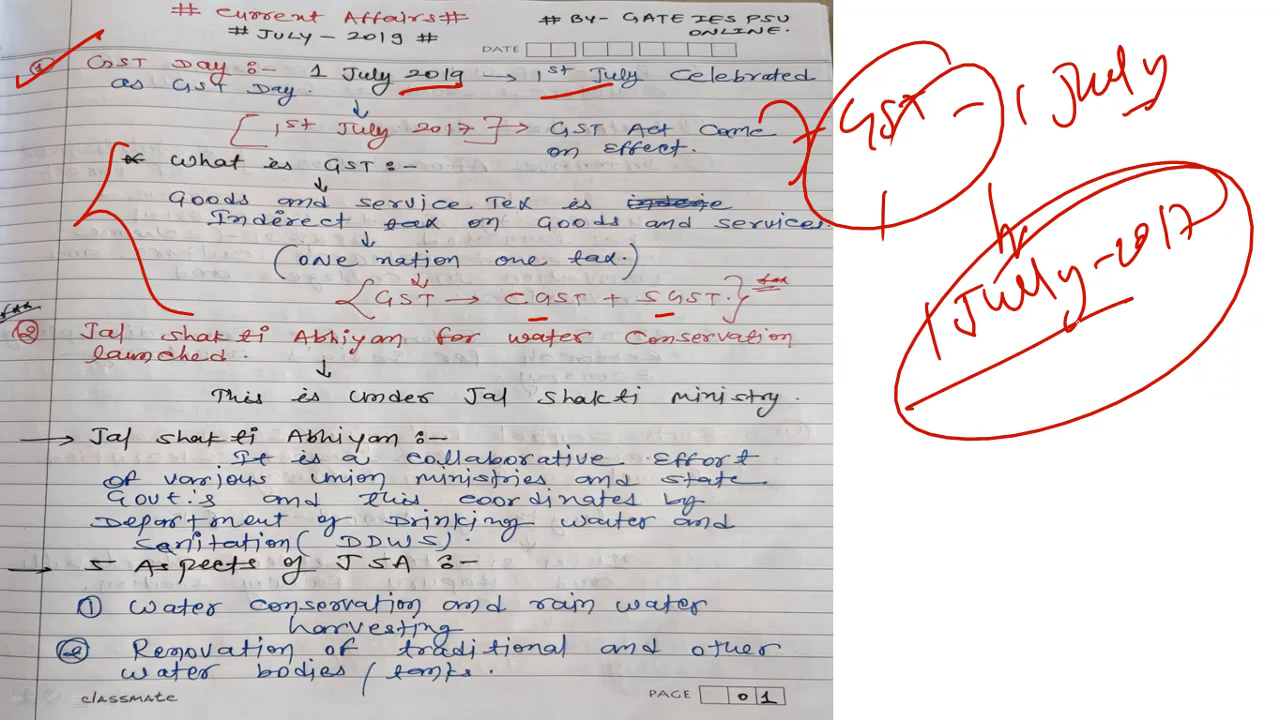 # Current Affairs #
# JULY - 2019 #
# BY- GATE IES PSU
ONLINE.
DATE
① GST Day :- 1 July 2019 → 1st July Celebrated
as GST Day.
[1st July 2017] → GST Act Come
on Effect.
* What is GST :-
Goods and service Tex is
Inderect tax on Goods and services.
(one nation one tax.)
{GST → CGST + SGST.}
② Jal shakti Abhiyan for water Conservation
launched.
This is under Jal Shakti ministry.
→ Jal shakti Abhiyan :-
It is a collaborative Effort
of various union ministries and state
Govt.'s and this coordinates by
Department of Drinking water and
Sanitation (DDWS).
→ 5 Aspects of JSA :-
① Water conservation and rain water
harvesting
② Renovation of traditional and other
water bodies / tanks.
classmate
PAGE 01
GST - 1 July
1 July - 2017